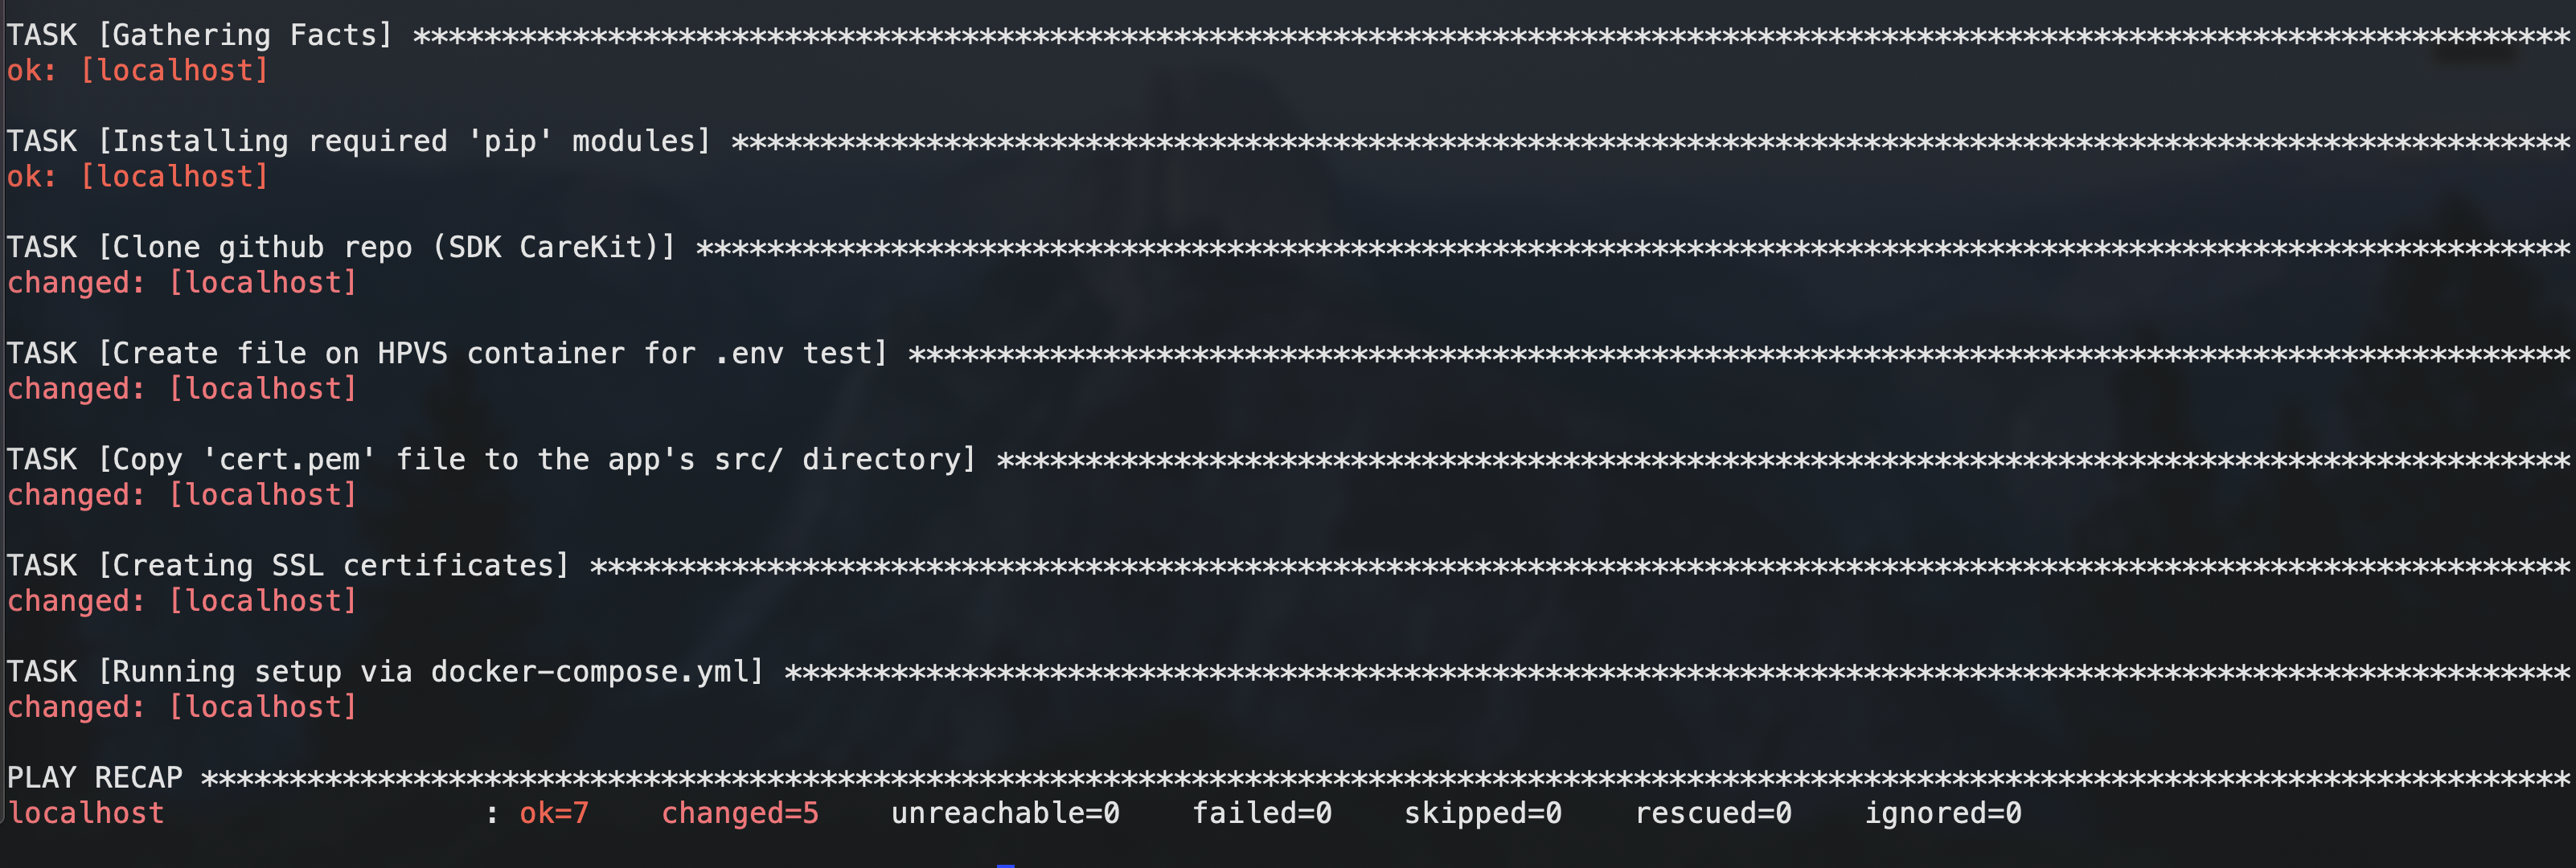 TASK [Gathering Facts] **************************************************************************************************************************
ok: [localhost]
TASK [Installing required 'pip' modules] ********************************************************************************************************
ok: [localhost]
TASK [Clone github repo (SDK CareKit)] **********************************************************************************************************
changed: [localhost]
TASK [Create file on HPVS container for .env test] **********************************************************************************************
changed: [localhost]
TASK [Copy 'cert.pem' file to the app's src/ directory] *****************************************************************************************
changed: [localhost]
TASK [Creating SSL certificates] ****************************************************************************************************************
changed: [localhost]
TASK [Running setup via docker-compose.yml] *****************************************************************************************************
changed: [localhost]
PLAY RECAP **************************************************************************************************************************************
localhost                  : ok=7    changed=5    unreachable=0    failed=0    skipped=0    rescued=0    ignored=0